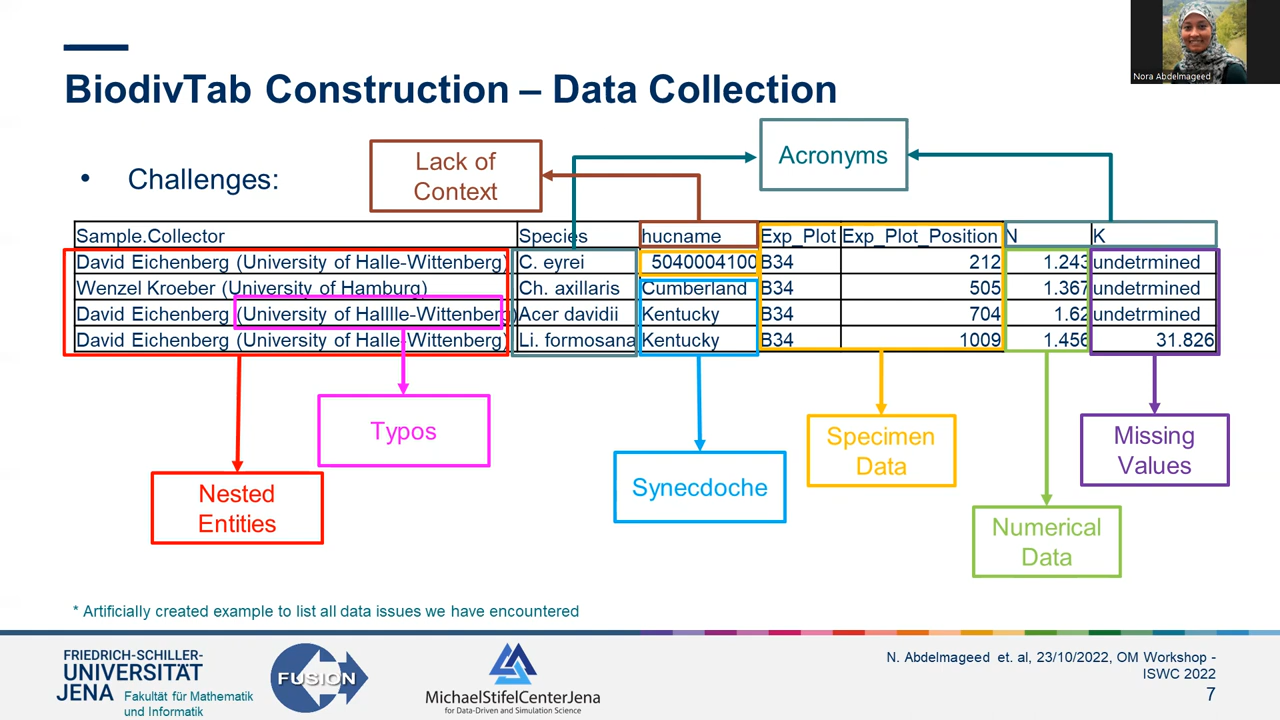 Nora Abdelmageed
BiodivTab Construction – Data Collection
• Challenges:
Lack of
Context
Acronyms
Sample.Collector Species hucname Exp_Plot Exp_Plot_Position N K
David Eichenberg (University of Halle-Wittenberg) C. eyrei 5040004100 B34 212 1.243 undetrmined
Wenzel Kroeber (University of Hamburg) Ch. axillaris Cumberland B34 505 1.367 undetrmined
David Eichenberg (University of Halllle-Wittenberg) Acer davidii Kentucky B34 704 1.62 undetrmined
David Eichenberg (University of Halle-Wittenberg) Li. formosana Kentucky B34 1009 1.456 31.826
Typos
Nested
Entities
Synecdoche
Specimen
Data
Numerical
Data
Missing
Values
* Artificially created example to list all data issues we have encountered
FRIEDRICH-SCHILLER-
UNIVERSITÄT
JENA
Fakultät für Mathematik
und Informatik
FUSION
MichaelStifelCenterJena
for Data-Driven and Simulation Science
N. Abdelmageed et. al, 23/10/2022, OM Workshop -
ISWC 2022
7